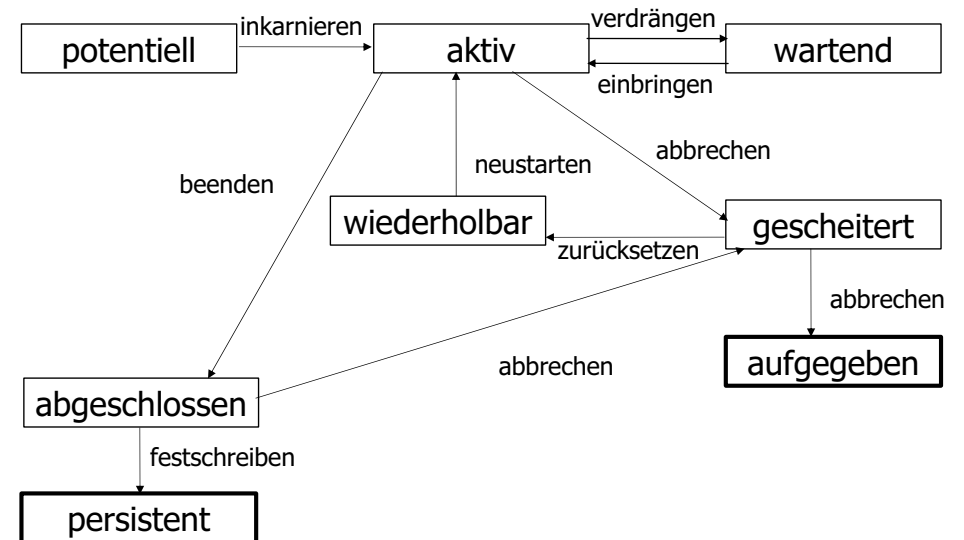 inkarnieren
verdrängen
potentiell
aktiv
wartend
einbringen
abbrechen
neustarten
beenden
wiederholbar
gescheitert
zurücksetzen
abbrechen
aufgegeben
abbrechen
abgeschlossen
festschreiben
persistent